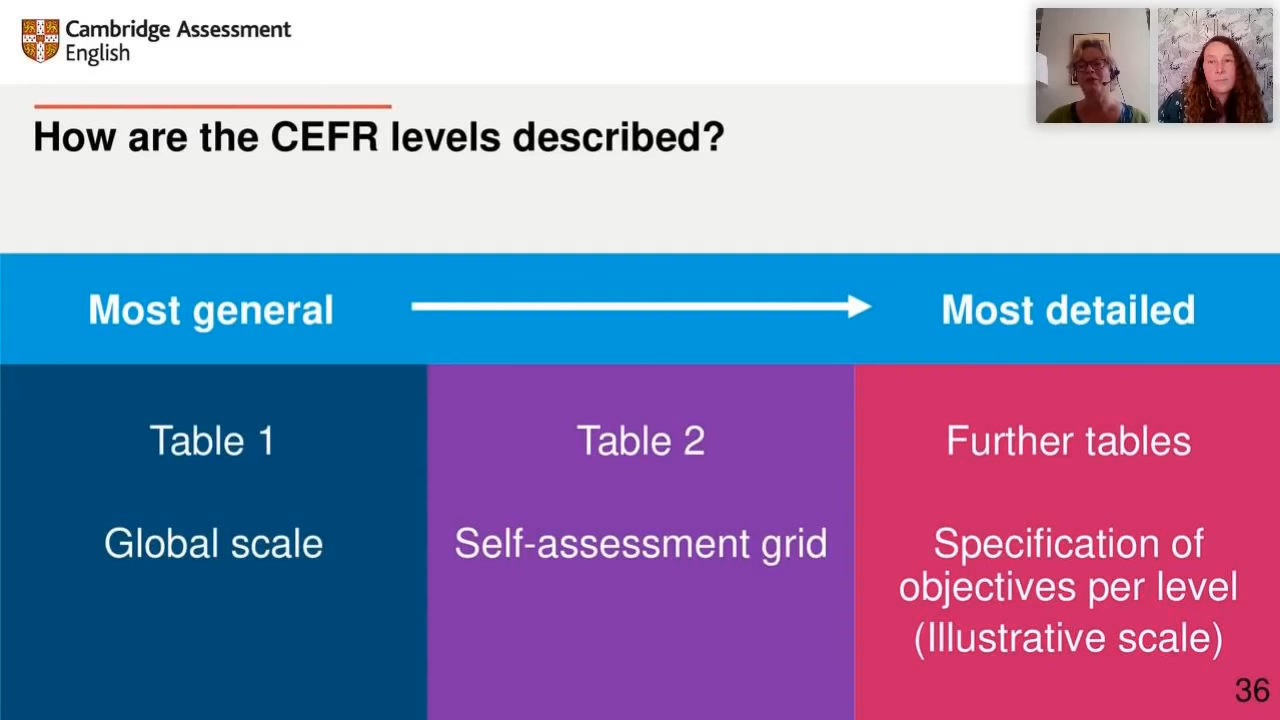 Cambridge Assessment
English
How are the CEFR levels described?
Most general
Most detailed
Table 1
Table 2
Further tables
Global scale
Self-assessment grid
Specification of
objectives per level
(Illustrative scale)
36